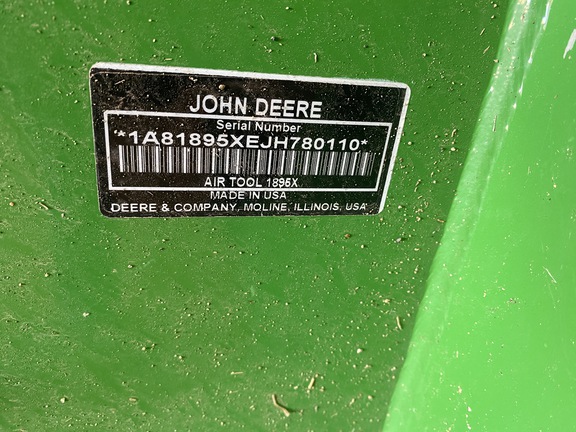 JOHN DEERE
Serial Number
*1A81895XEJH780110*
AIR TOOL 1895X
MADE IN USA
DEERE & COMPANY, MOLINE, ILLINOIS, USA